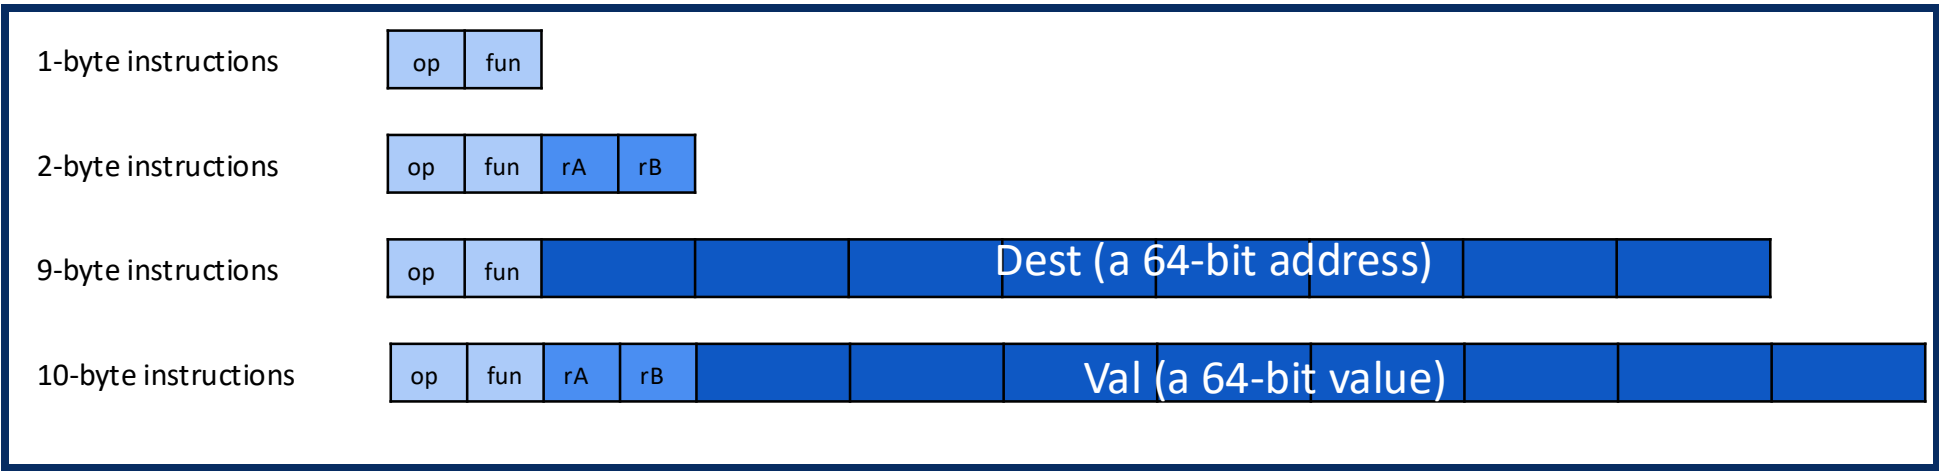 1-byte instructions op fun
2-byte instructions op fun rA rB
9-byte instructions op fun Dest (a 64-bit address)
10-byte instructions op fun rA rB Val (a 64-bit value)